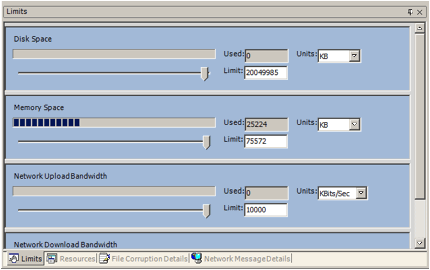 Limits
Disk Space
Used: 0 Units: KB
Limit: 20049985
Memory Space
Used: 25224 Units: KB
Limit: 75572
Network Upload Bandwidth
Used: 0 Units: KBits/Sec
Limit: 10000
Network Download Bandwidth
Limits Resources File Corruption Details Network Message Details